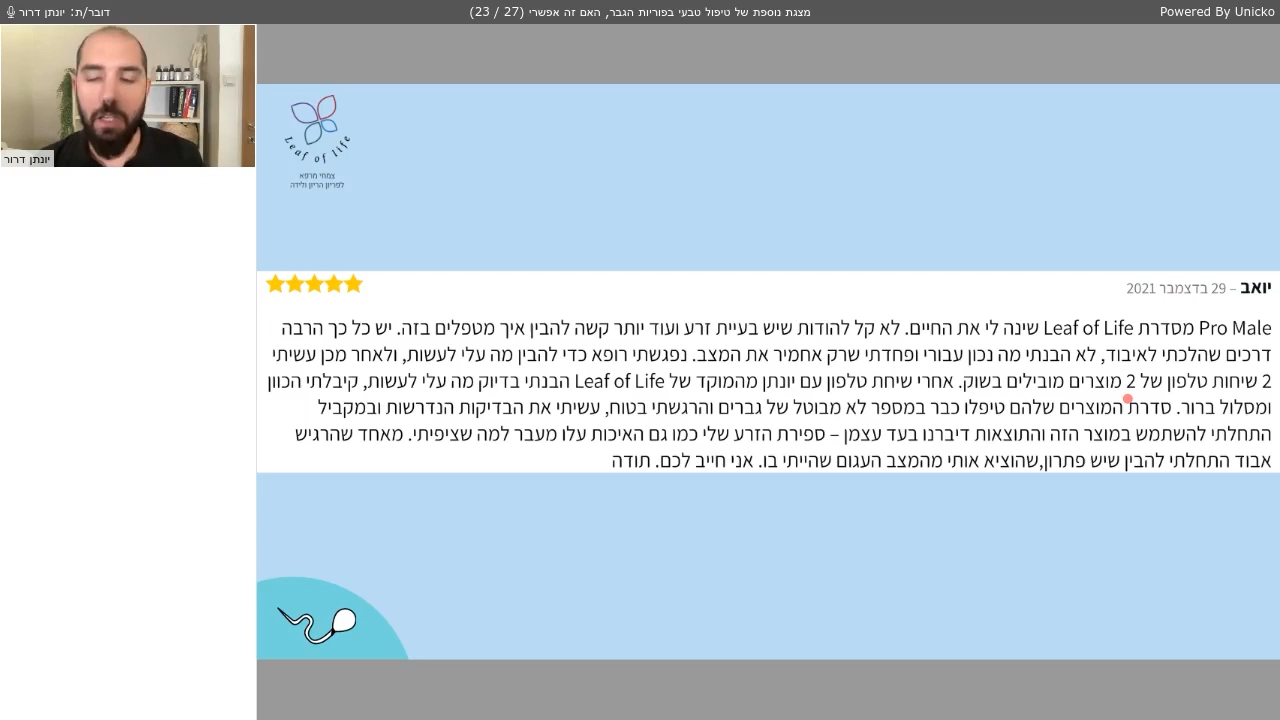 דובר/ת: יונתן דרור
מצגת נוספת של טיפול טבעי בפוריות הגבר, האם זה אפשרי (27 / 23)
Powered By Unicko
יונתן דרור
Leaf of life
צמחי מרפא
לפריון הריון ולידה
יואב – 29 בדצמבר 2021
Pro Male מסדרת Leaf of Life שינה לי את החיים. לא קל להודות שיש בעיית זרע ועוד יותר קשה להבין איך מטפלים בזה. יש כל כך הרבה
דרכים שהלכתי לאיבוד, לא הבנתי מה נכון עבורי ופחדתי שרק אחמיר את המצב. נפגשתי רופא כדי להבין מה עלי לעשות, ולאחר מכן עשיתי
2 שיחות טלפון של 2 מוצרים מובילים בשוק. אחרי שיחת טלפון עם יונתן מהמוקד של Leaf of Life הבנתי בדיוק מה עלי לעשות, קיבלתי הכוון
ומסלול ברור. סדרת המוצרים שלהם טיפלו כבר במספר לא מבוטל של גברים והרגשתי בטוח, עשיתי את הבדיקות הנדרשות ובמקביל
התחלתי להשתמש במוצר הזה והתוצאות דיברנו בעד עצמן – ספירת הזרע שלי כמו גם האיכות עלו מעבר למה שציפיתי. מאחד שהרגיש
אבוד התחלתי להבין שיש פתרון,שהוציא אותי מהמצב העגום שהייתי בו. אני חייב לכם. תודה